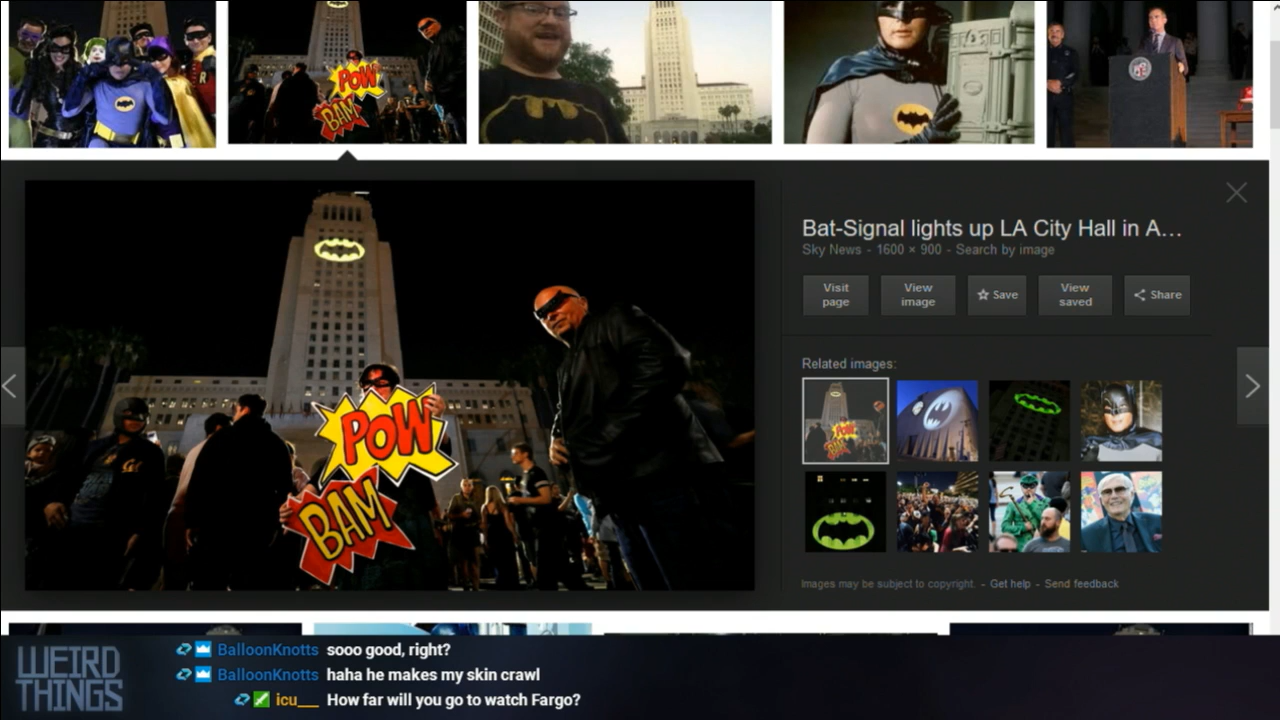 POW
BAM
POW
BAM
Bat-Signal lights up LA City Hall in A...
Sky News - 1600 × 900 - Search by image
Visit page
View image
Save
View saved
Share
Related images:
Images may be subject to copyright. - Get help - Send feedback
WEIRD
THINGS
BalloonKnotts sooo good, right?
BalloonKnotts haha he makes my skin crawl
icu___ How far will you go to watch Fargo?